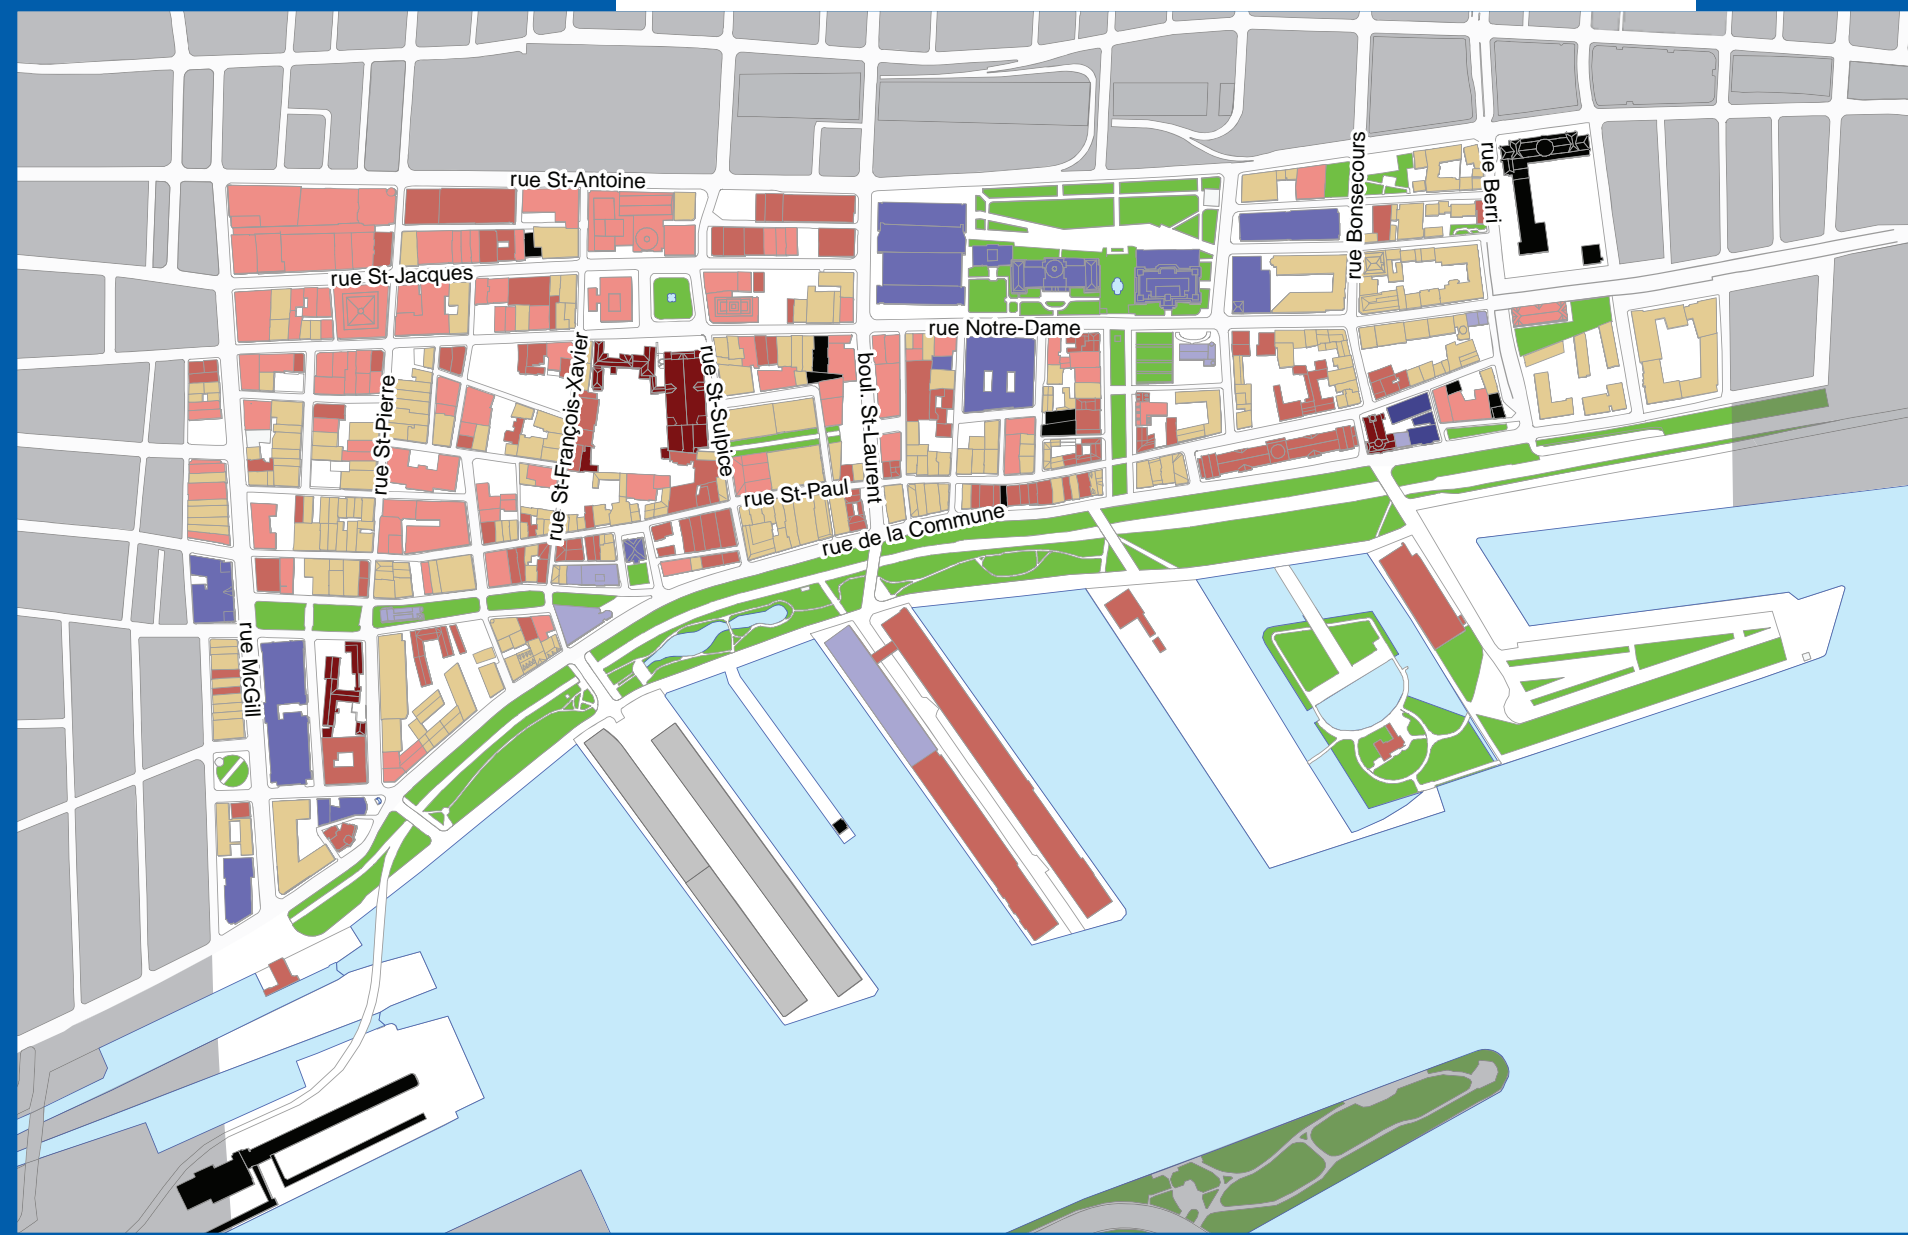 rue St-Antoine
rue Bonsecours
rue Berri
rue St-Jacques
rue Notre-Dame
rue St-François-Xavier
rue St-Sulpice
boul. St-Laurent
rue St-Pierre
rue St-Paul
rue de la Commune
rue McGill